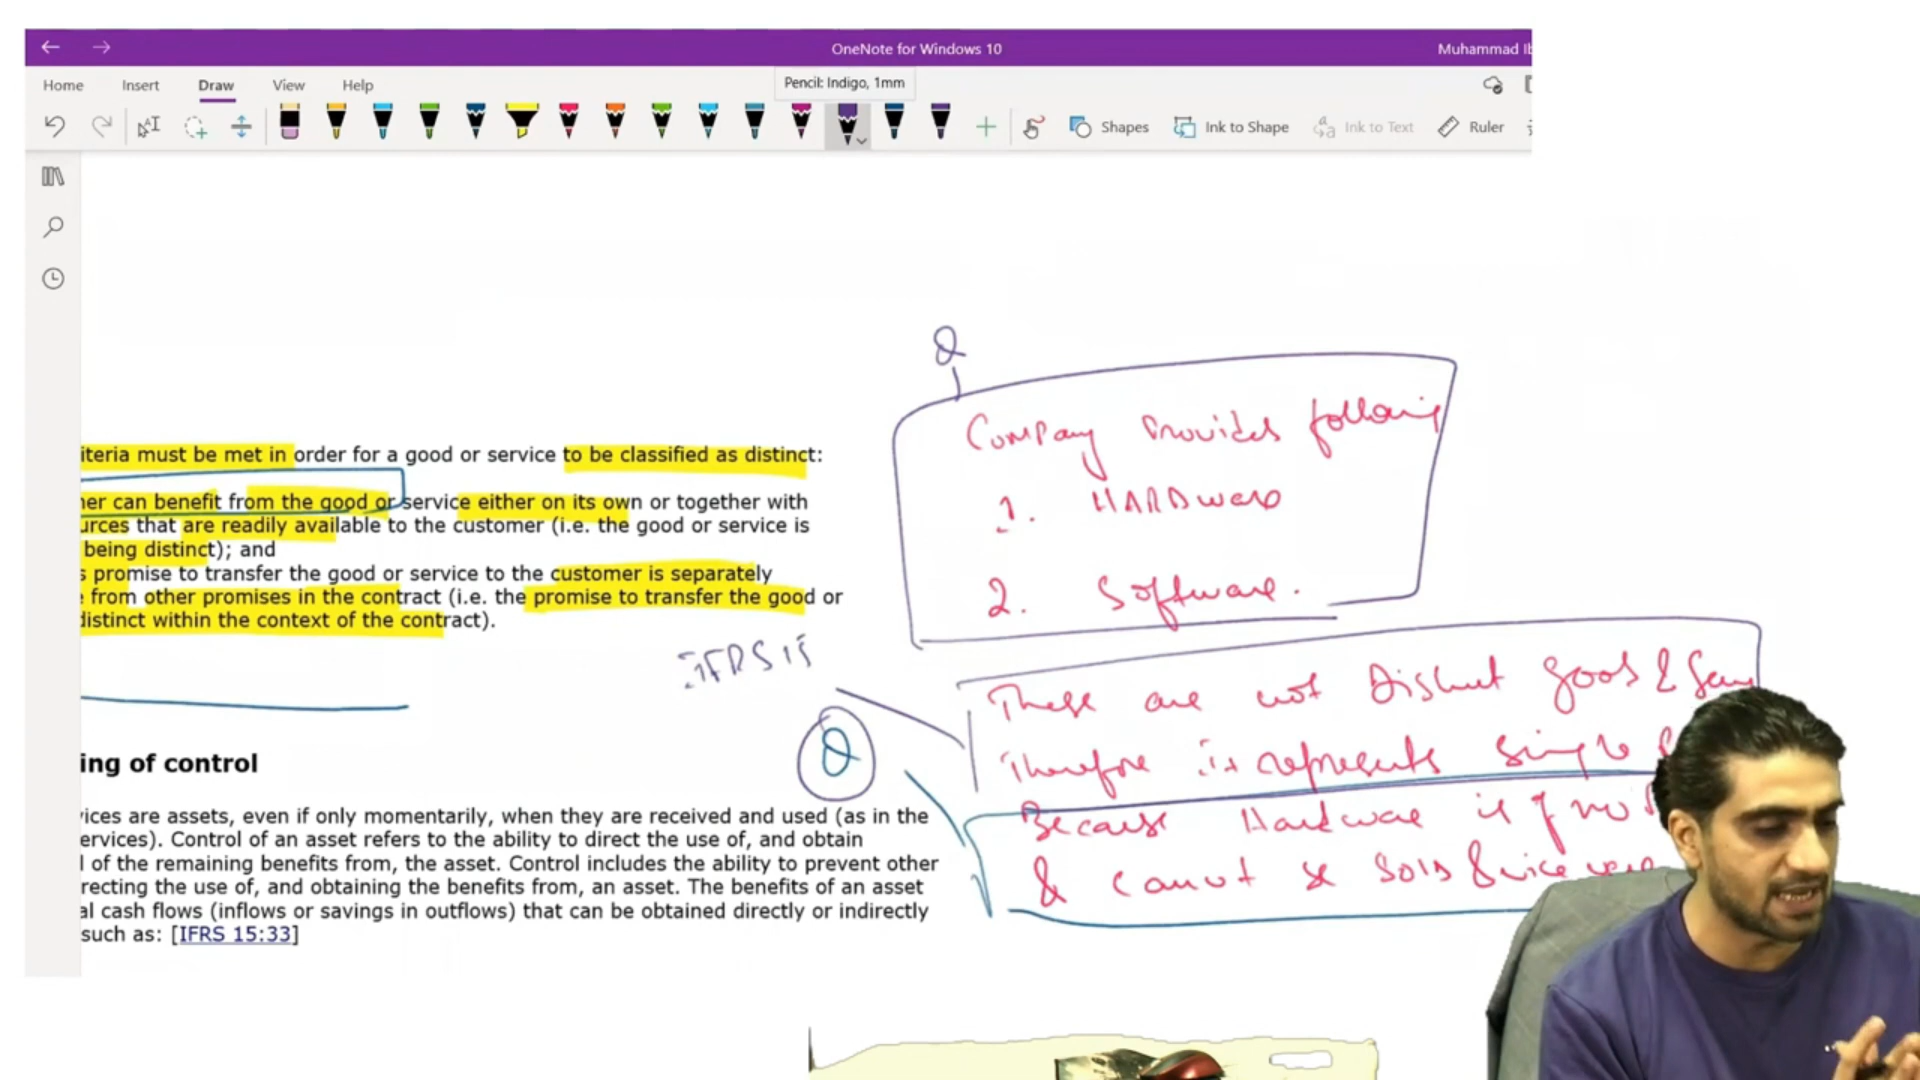 OneNote for Windows 10
Muhammad Ib
Home Insert Draw View Help
Pencil: Indigo, 1mm
Shapes Ink to Shape Ink to Text Ruler
Q
Company Provides following
1. HARDware
2. Software.
iteria must be met in order for a good or service to be classified as distinct:
er can benefit from the good or service either on its own or together with
urces that are readily available to the customer (i.e. the good or service is
being distinct); and
s promise to transfer the good or service to the customer is separately
from other promises in the contract (i.e. the promise to transfer the good or
distinct within the context of the contract).
IFRS 15
These are not Distinct good &
Therefore it represents single
Q
Because Hardware is of no
& cannot be sold & vice versa
ing of control
ices are assets, even if only momentarily, when they are received and used (as in the
ervices). Control of an asset refers to the ability to direct the use of, and obtain
l of the remaining benefits from, the asset. Control includes the ability to prevent other
recting the use of, and obtaining the benefits from, an asset. The benefits of an asset
al cash flows (inflows or savings in outflows) that can be obtained directly or indirectly
such as: [IFRS 15:33]